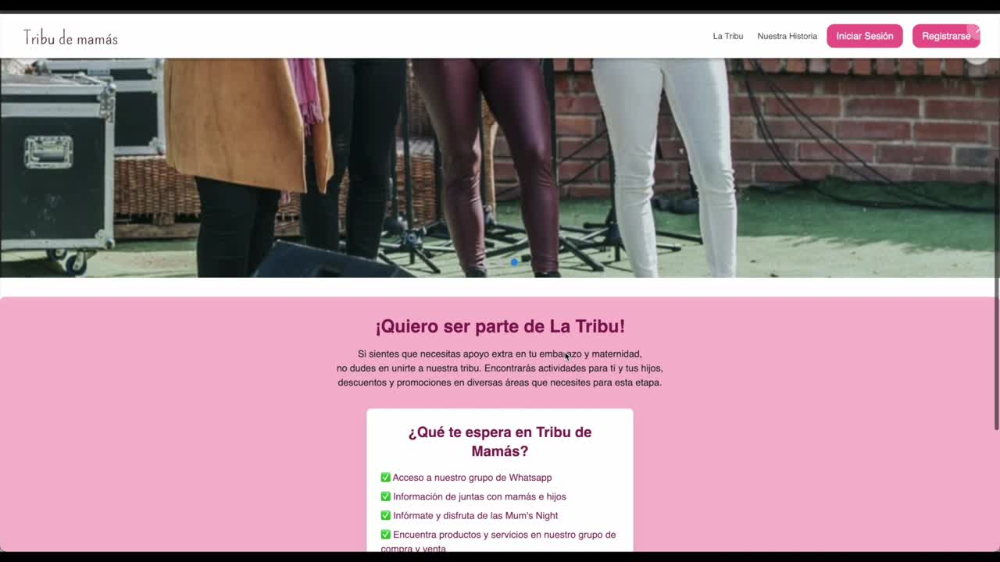 Tribu de mamás
La Tribu
Nuestra Historia
Iniciar Sesión
Registrarse
¡Quiero ser parte de La Tribu!
Si sientes que necesitas apoyo extra en tu embarazo y maternidad,
no dudes en unirte a nuestra tribu. Encontrarás actividades para tí y tus hijos,
descuentos y promociones en diversas áreas que necesites para esta etapa.
¿Qué te espera en Tribu de
Mamás?
✅ Acceso a nuestro grupo de Whatsapp
✅ Información de juntas con mamás e hijos
✅ Infórmate y disfruta de las Mum's Night
✅ Encuentra productos y servicios en nuestro grupo de
compra y venta